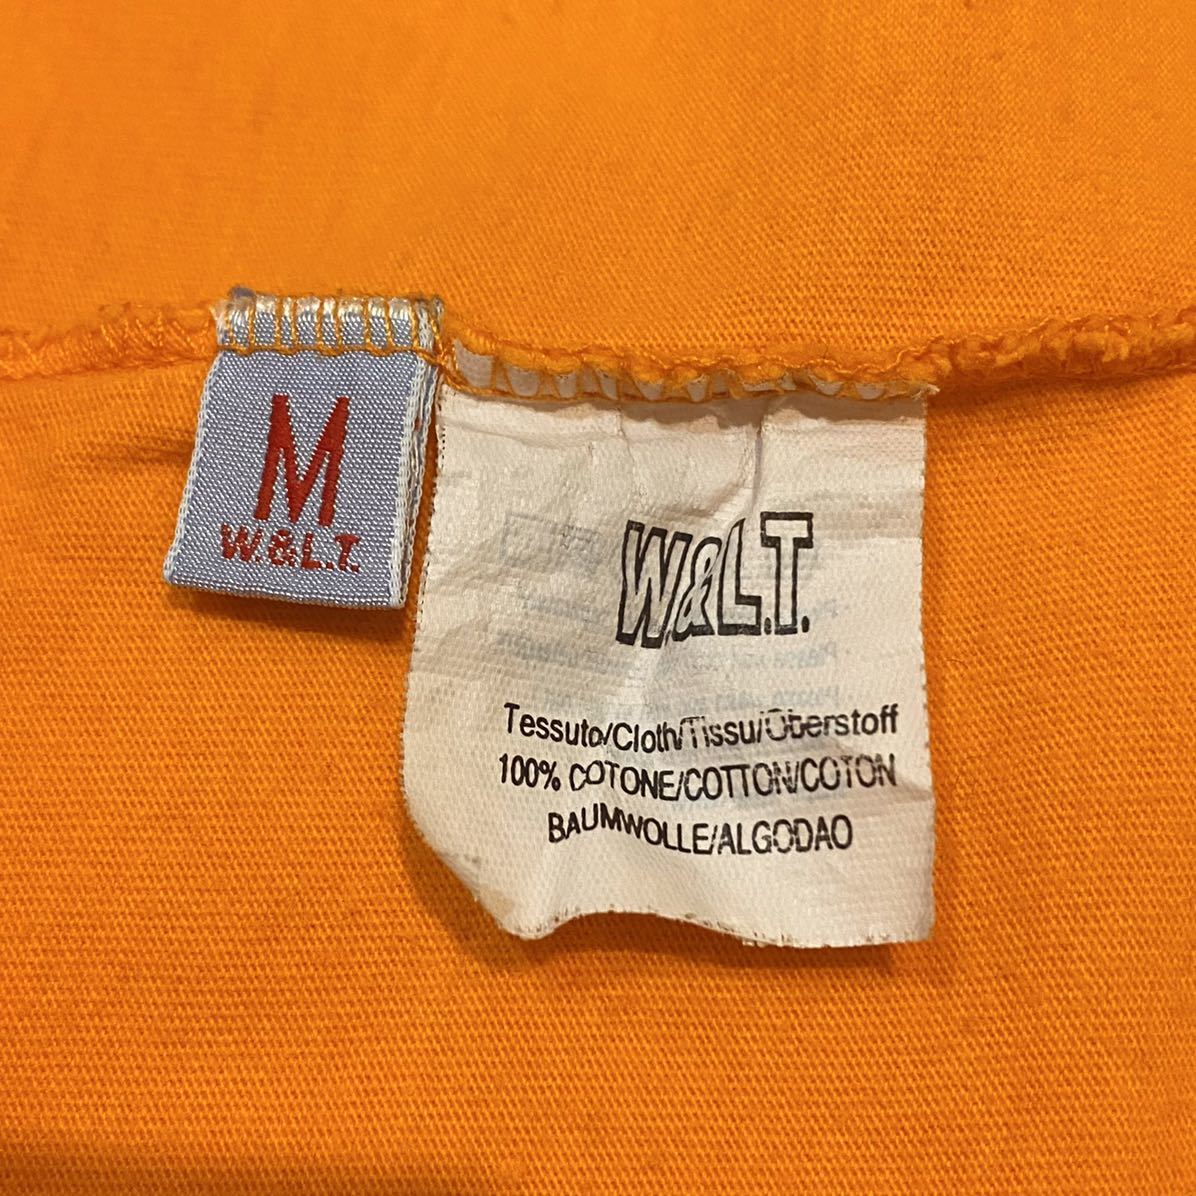 M
W.&L.T.
W.&L.T.
Tessuto/Cloth/Tissu/Oberstoff
100% COTONE/COTTON/COTON
BAUMWOLLE/ALGODAO